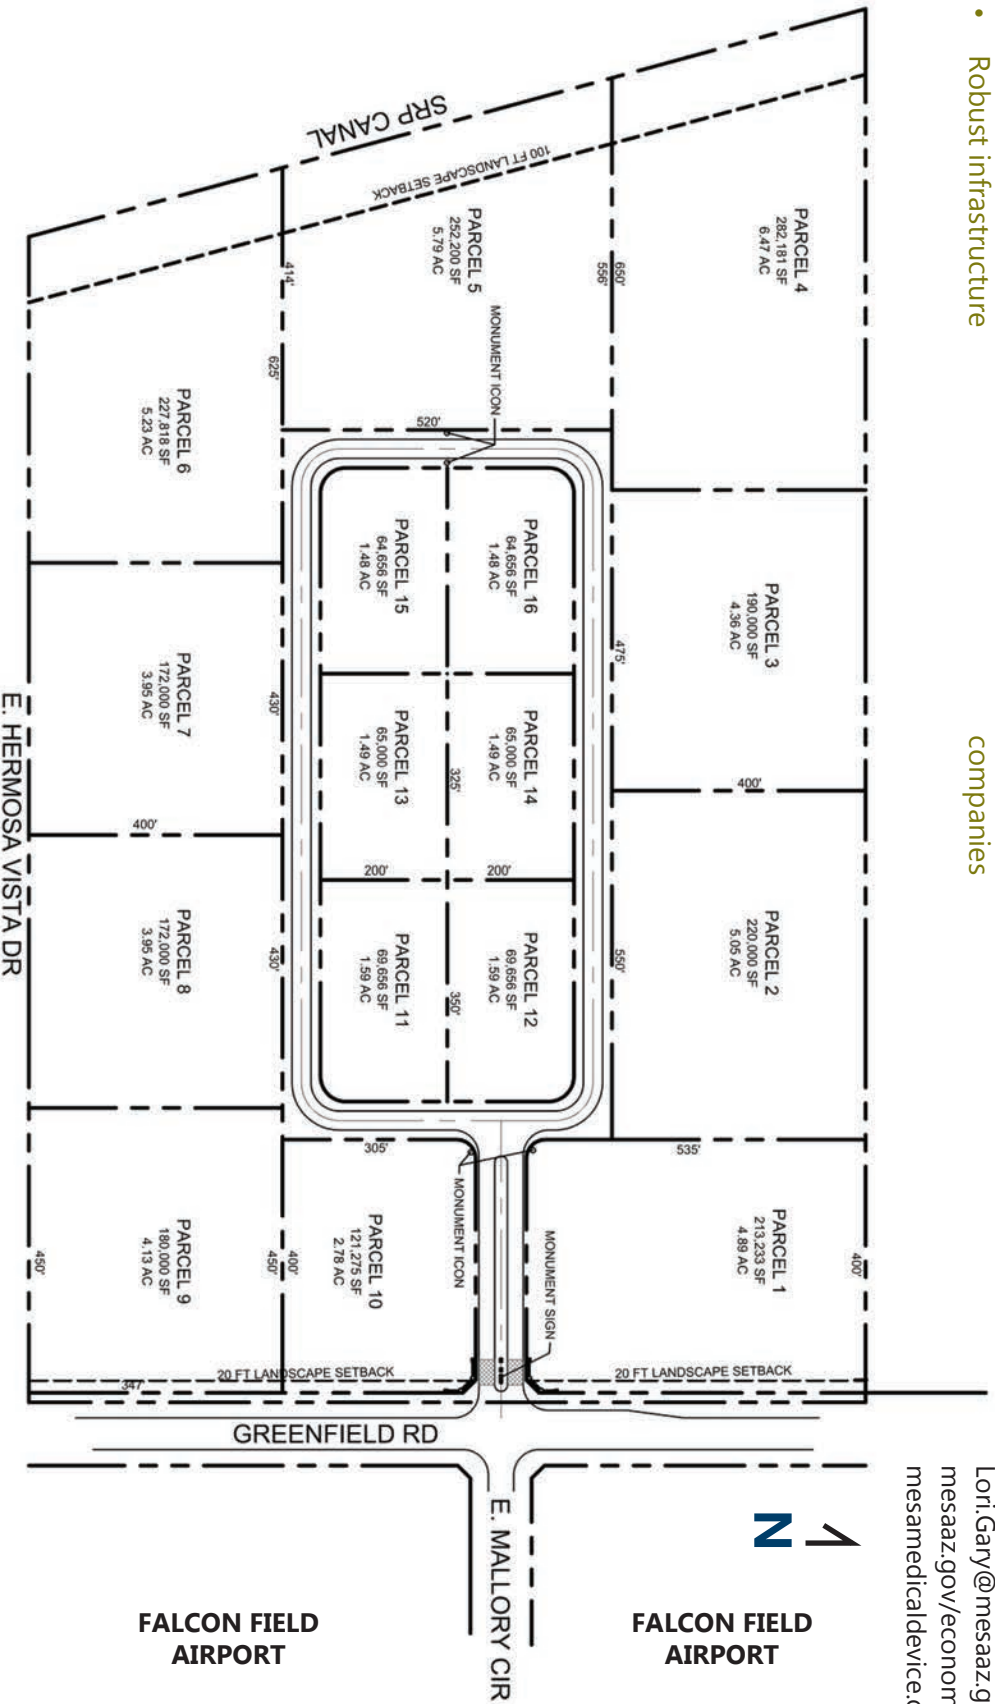 • Robust infrastructure
companies
Lori.Gary@mesaaz.g
mesaaz.gov/econom
mesamedicaldevice.c
SRP CANAL
100 FT LANDSCAPE SETBACK
PARCEL 4
282,181 SF
6.47 AC
650'
556'
PARCEL 5
252,200 SF
5.79 AC
414'
625'
MONUMENT ICON
520'
PARCEL 6
227,818 SF
5.23 AC
PARCEL 3
190,000 SF
4.36 AC
475'
PARCEL 16
64,656 SF
1.48 AC
PARCEL 15
64,656 SF
1.48 AC
PARCEL 7
172,000 SF
3.95 AC
430'
400'
PARCEL 14
65,000 SF
1.49 AC
325'
PARCEL 13
65,000 SF
1.49 AC
400'
200'
200'
PARCEL 2
220,000 SF
5.05 AC
550'
PARCEL 12
69,656 SF
1.59 AC
350'
PARCEL 11
69,656 SF
1.59 AC
PARCEL 8
172,000 SF
3.95 AC
430'
E. HERMOSA VISTA DR
535'
305'
PARCEL 1
213,233 SF
4.89 AC
400'
MONUMENT SIGN
MONUMENT ICON
PARCEL 10
121,275 SF
2.78 AC
400'
450'
PARCEL 9
180,000 SF
4.13 AC
450'
20 FT LANDSCAPE SETBACK
20 FT LANDSCAPE SETBACK
347'
GREENFIELD RD
E. MALLORY CIR
N
FALCON FIELD
AIRPORT
FALCON FIELD
AIRPORT